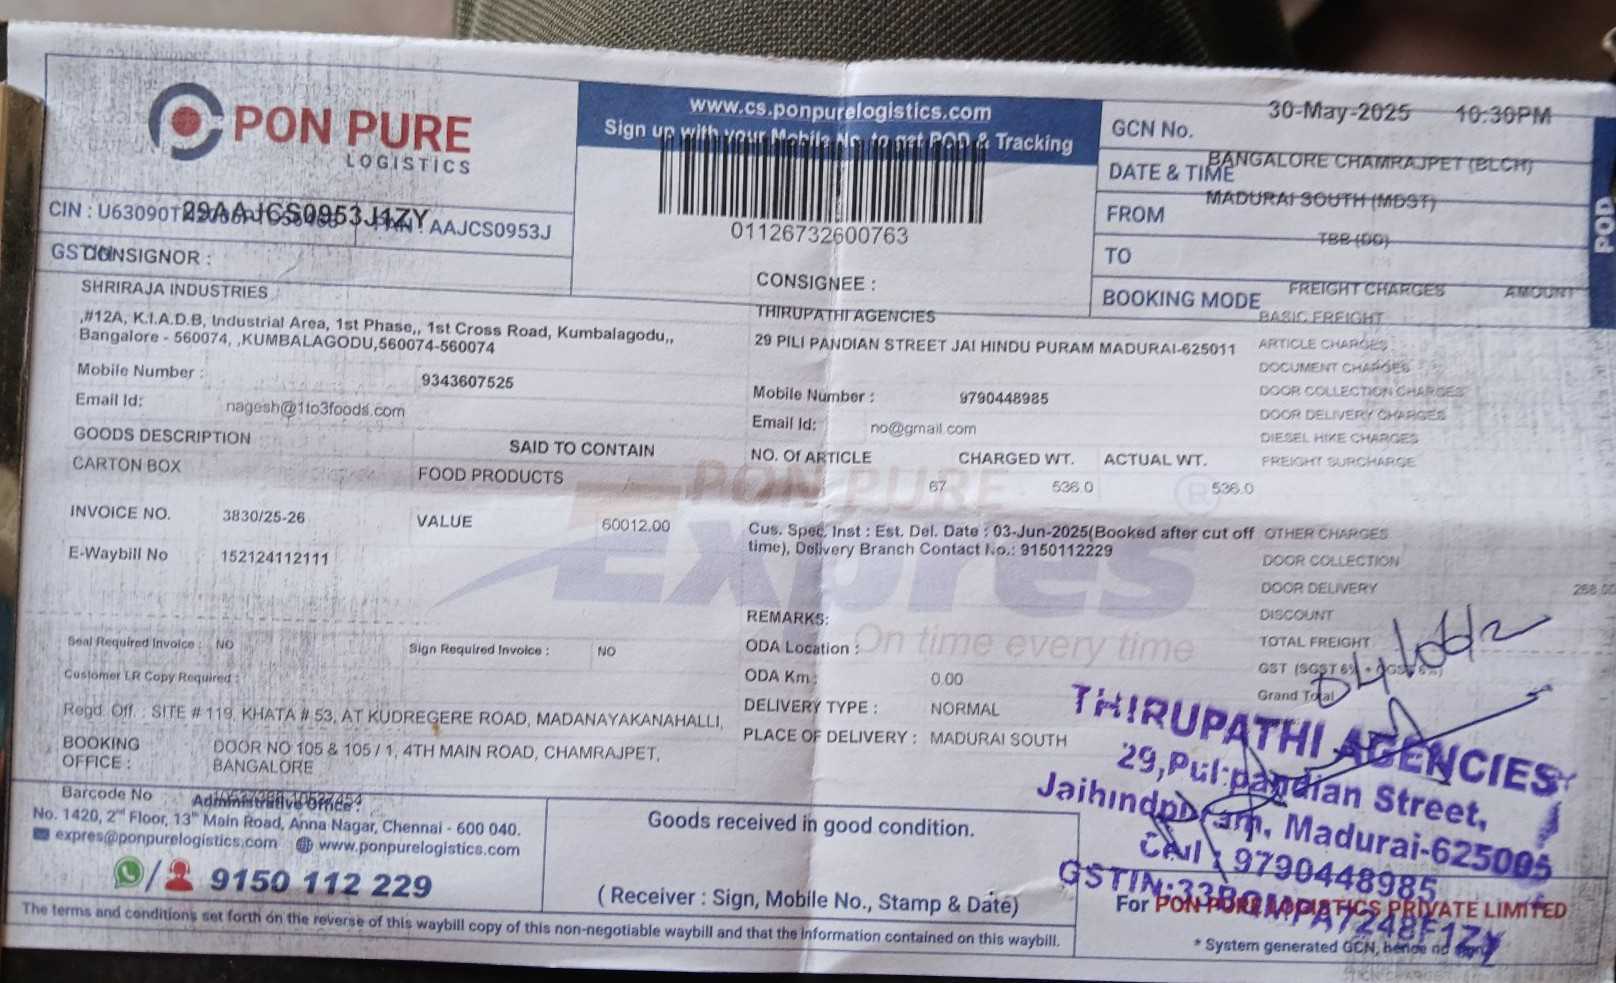 PON PURE
LOGISTICS
www.cs.ponpurelogistics.com
Sign up with your Mobile No. to get POD & Tracking
01126732600763
GCN No.
30-May-2025 10:30PM
DATE & TIME
BANGALORE CHAMRAJPET (BLCH)
FROM
MADURAI SOUTH (MDST)
TO
TBB (DD)
BOOKING MODE
POD
CIN :
29AAJCS0953J1ZY
AAJCS0953J
CONSIGNOR :
SHRIRAJA INDUSTRIES
,#12A, K.I.A.D.B, Industrial Area, 1st Phase,, 1st Cross Road, Kumbalagodu,,
Bangalore - 560074, ,KUMBALAGODU,560074-560074
Mobile Number : 9343607525
Email Id: nagesh@1to3foods.com
GOODS DESCRIPTION SAID TO CONTAIN
CARTON BOX FOOD PRODUCTS
INVOICE NO. 3830/25-26 VALUE 60012.00
E-Waybill No 152124112111
Seal Required Invoice : NO Sign Required Invoice : NO
Customer LR Copy Required :
Regd. Off. : SITE # 119, KHATA # 53, AT KUDREGERE ROAD, MADANAYAKANAHALLI,
BOOKING OFFICE : DOOR NO 105 & 105 / 1, 4TH MAIN ROAD, CHAMRAJPET,
BANGALORE
Barcode No
CONSIGNEE :
THIRUPATHI AGENCIES
29 PILI PANDIAN STREET JAI HINDU PURAM MADURAI-625011
Mobile Number : 9790448985
Email Id: no@gmail.com
NO. Of ARTICLE CHARGED WT. ACTUAL WT.
67 536.0 536.0
PON PURE
Expres
On time every time
Cus. Spec. Inst : Est. Del. Date : 03-Jun-2025(Booked after cut off
time), Delivery Branch Contact No.: 9150112229
REMARKS:
ODA Location :
ODA Km : 0.00
DELIVERY TYPE : NORMAL
PLACE OF DELIVERY : MADURAI SOUTH
FREIGHT CHARGES AMOUNT
BASIC FREIGHT
ARTICLE CHARGES
DOCUMENT CHARGES
DOOR COLLECTION CHARGES
DOOR DELIVERY CHARGES
DIESEL HIKE CHARGES
FREIGHT SURCHARGE
OTHER CHARGES
DOOR COLLECTION
DOOR DELIVERY
DISCOUNT
TOTAL FREIGHT
Grand Total
Administrative Office :
No. 1420, 2nd Floor, 13th Main Road, Anna Nagar, Chennai - 600 040.
expres@ponpurelogistics.com www.ponpurelogistics.com
9150 112 229
Goods received in good condition.
( Receiver : Sign, Mobile No., Stamp & Date)
The terms and conditions set forth on the reverse of this waybill copy of this non-negotiable waybill and that the information contained on this waybill.
THIRUPATHI AGENCIES
Street,
Madurai-625005
Cell : 9790448985
For PON PURE LOGISTICS PRIVATE LIMITED
* System generated GCN, hence no